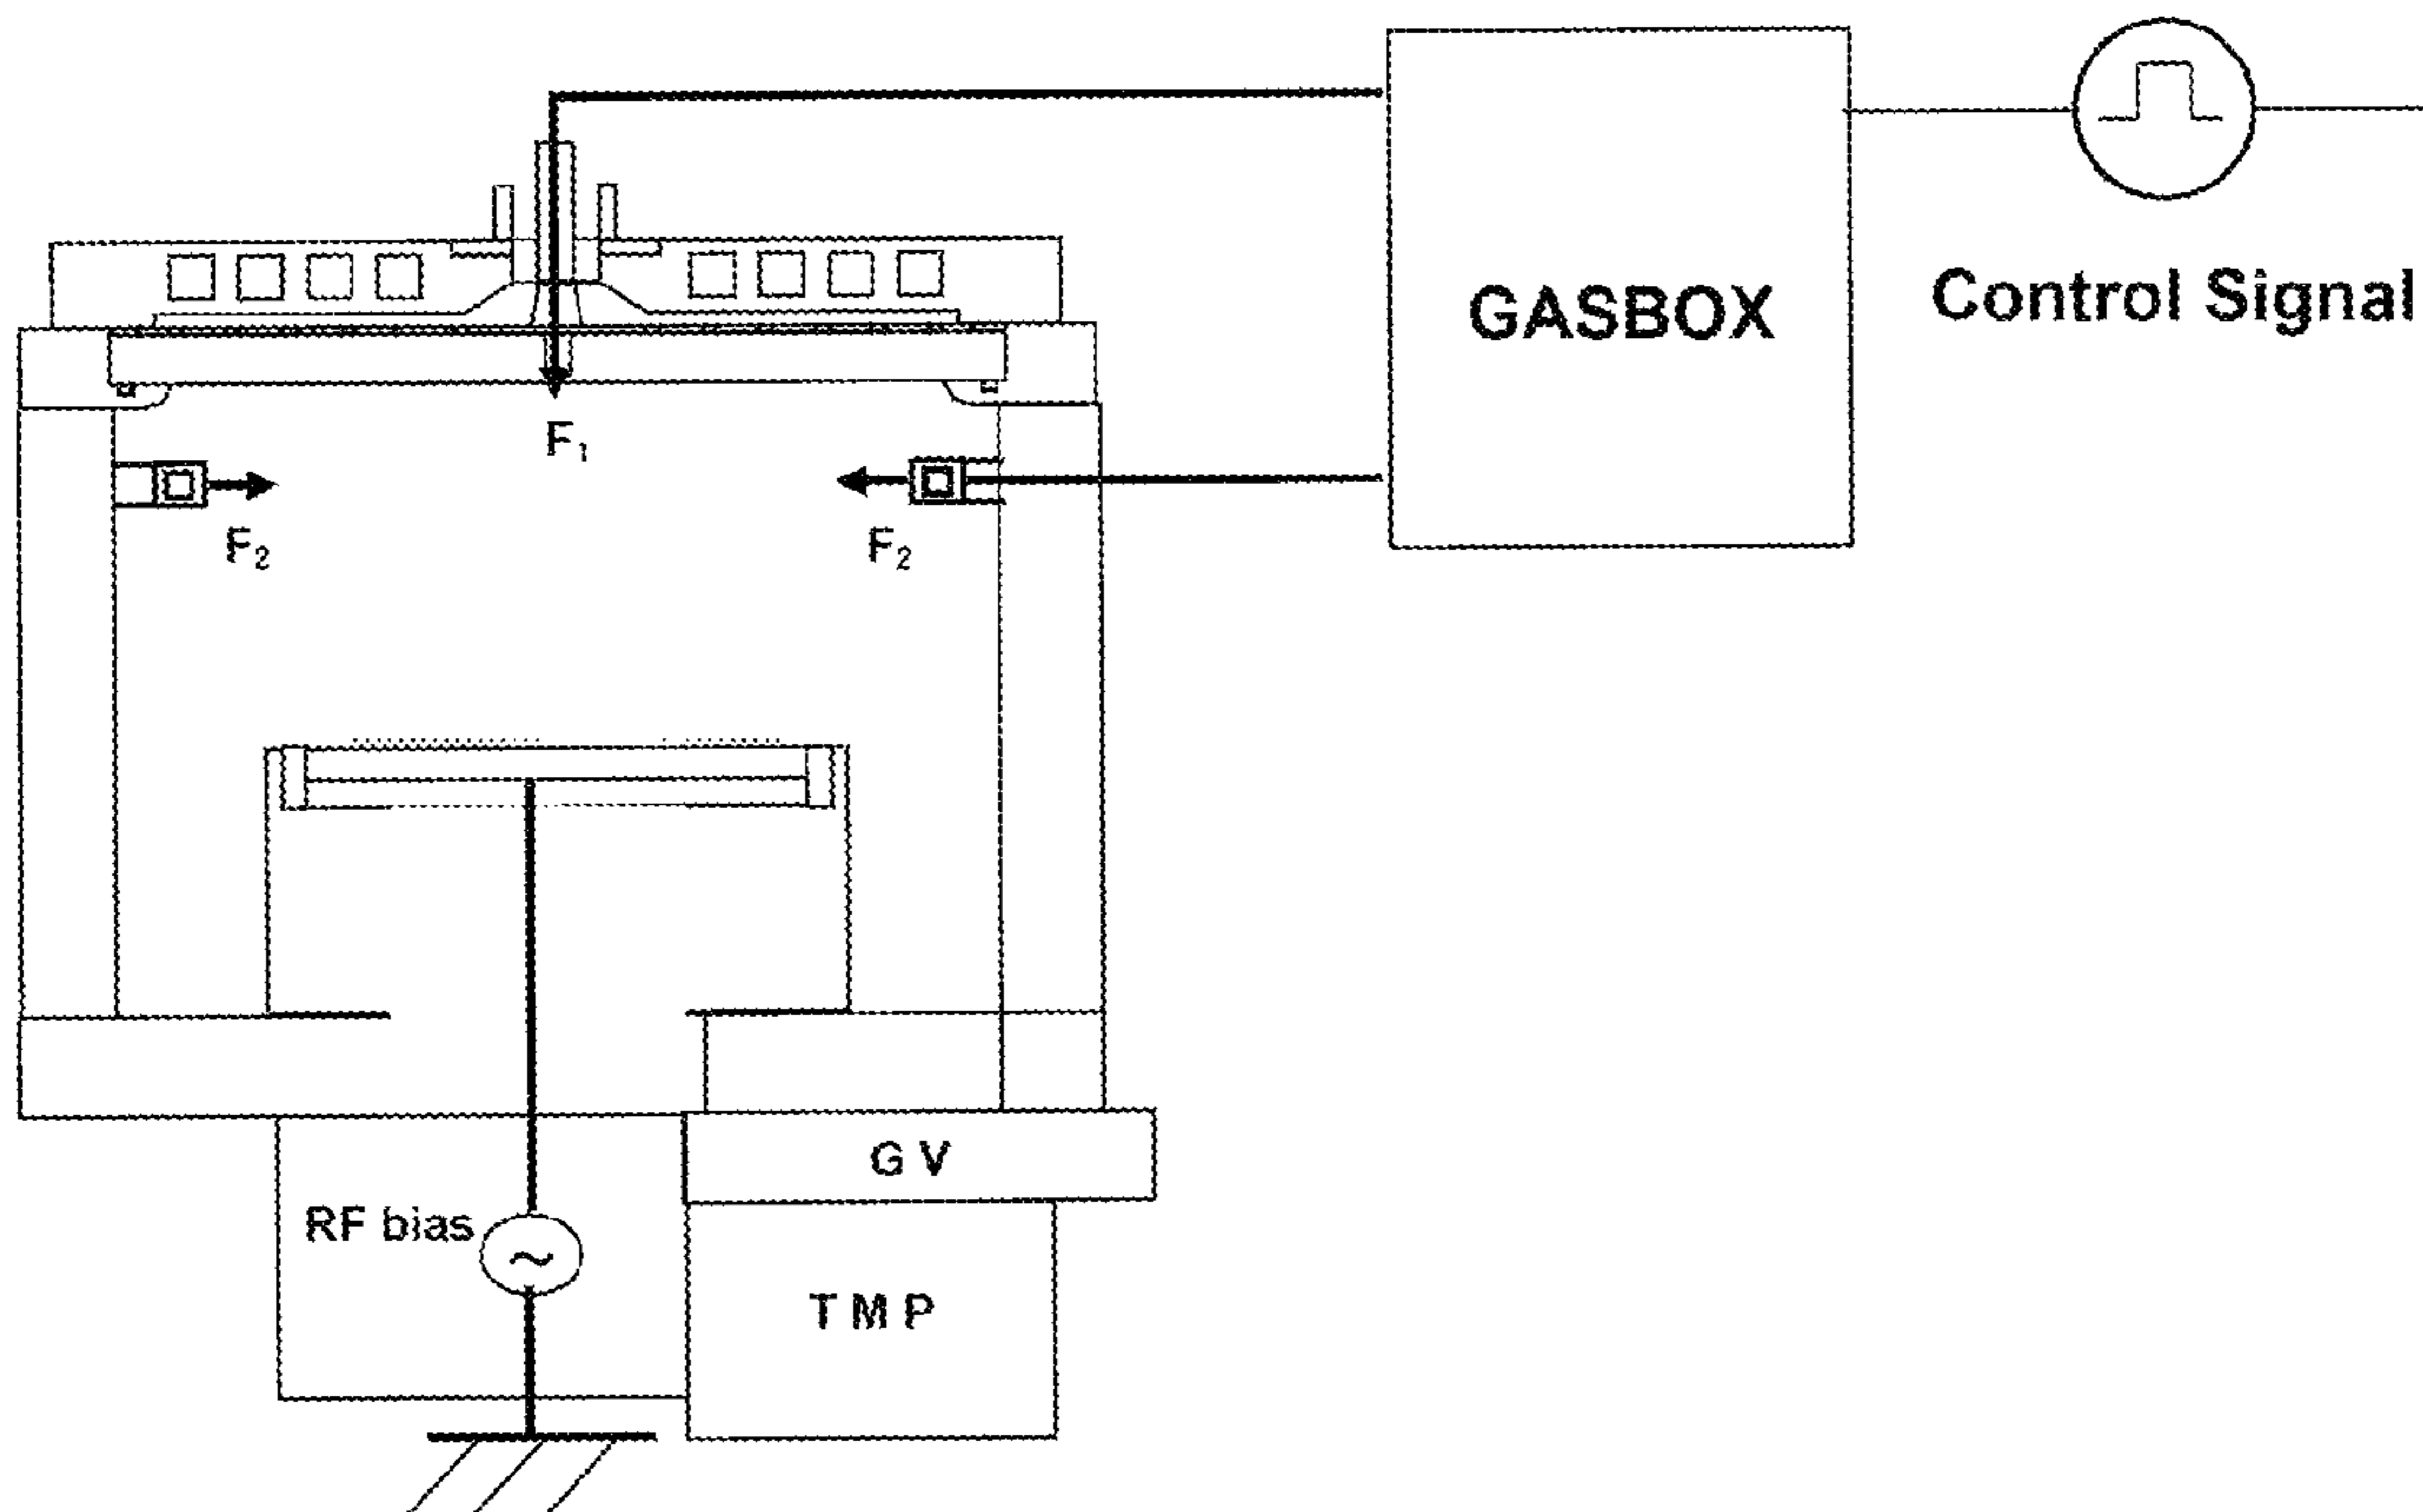 GASBOX
Control Signal
F₁
F₂
F₂
G V
RF bias
T M P